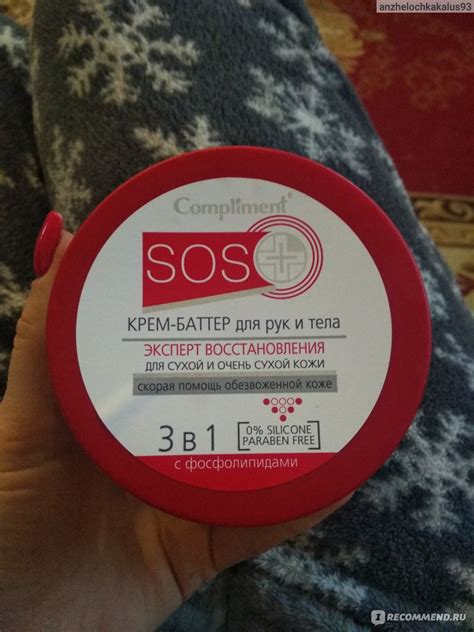 anzhelochkakalus93
Compliment®
SOS+
КРЕМ-БАТТЕР для рук и тела
ЭКСПЕРТ ВОССТАНОВЛЕНИЯ
ДЛЯ СУХОЙ И ОЧЕНЬ СУХОЙ КОЖИ
скорая помощь обезвоженной коже
3 в 1
0% SILICONE
PARABEN FREE
с фосфолипидами
IRECOMMEND.RU